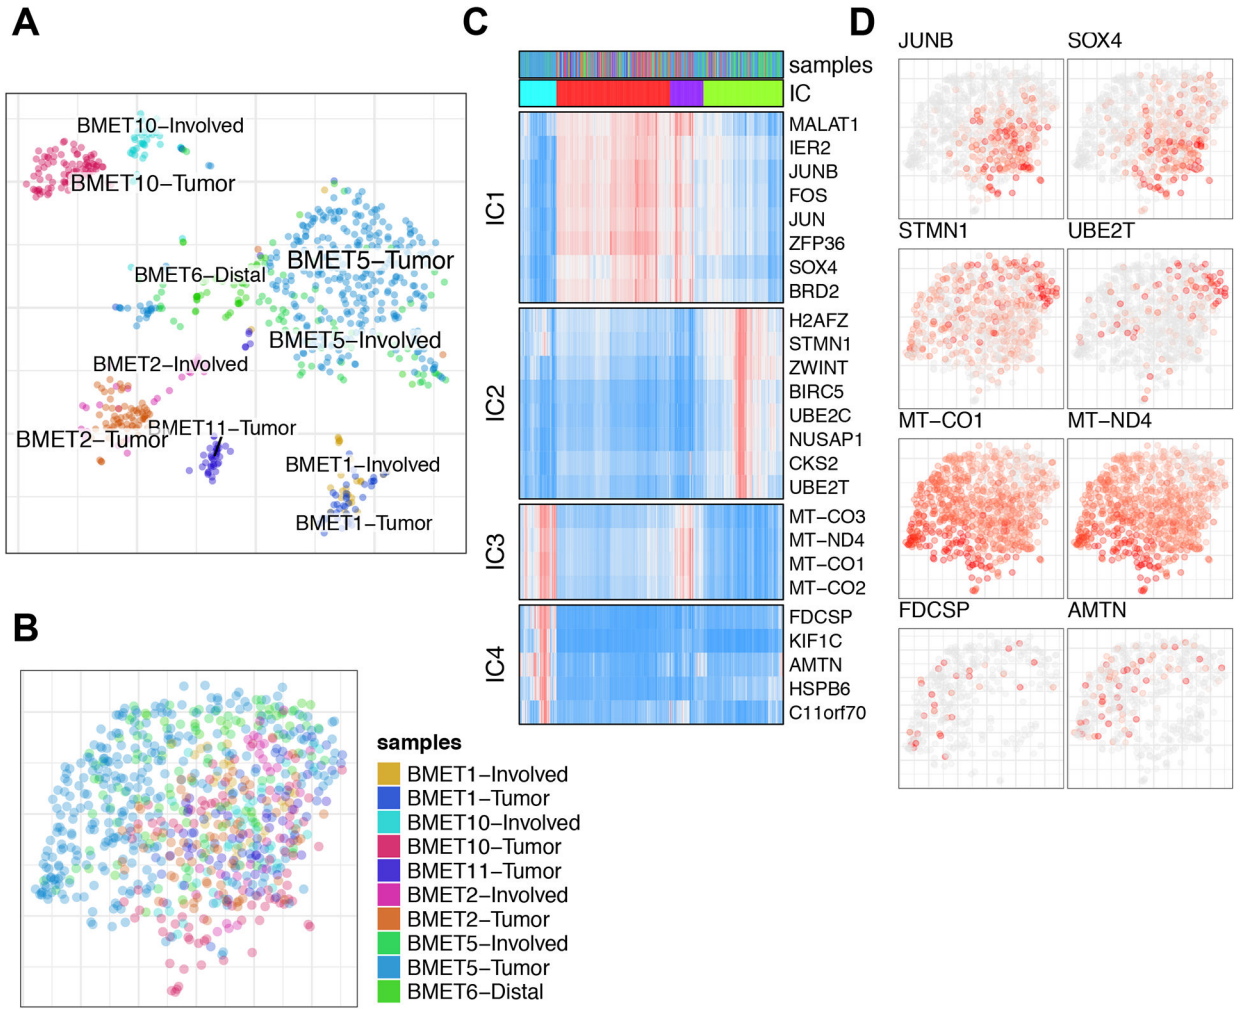 A
BMET10-Involved
BMET10-Tumor
BMET5-Tumor
BMET6-Distal
BMET5-Involved
BMET2-Involved
BMET11-Tumor
BMET2-Tumor
BMET1-Involved
BMET1-Tumor
B
samples
BMET1-Involved
BMET1-Tumor
BMET10-Involved
BMET10-Tumor
BMET11-Tumor
BMET2-Involved
BMET2-Tumor
BMET5-Involved
BMET5-Tumor
BMET6-Distal
C
samples
IC
IC1
MALAT1
IER2
JUNB
FOS
JUN
ZFP36
SOX4
BRD2
IC2
H2AFZ
STMN1
ZWINT
BIRC5
UBE2C
NUSAP1
CKS2
UBE2T
IC3
MT-CO3
MT-ND4
MT-CO1
MT-CO2
IC4
FDCSP
KIF1C
AMTN
HSPB6
C11orf70
D
JUNB
SOX4
STMN1
UBE2T
MT-CO1
MT-ND4
FDCSP
AMTN